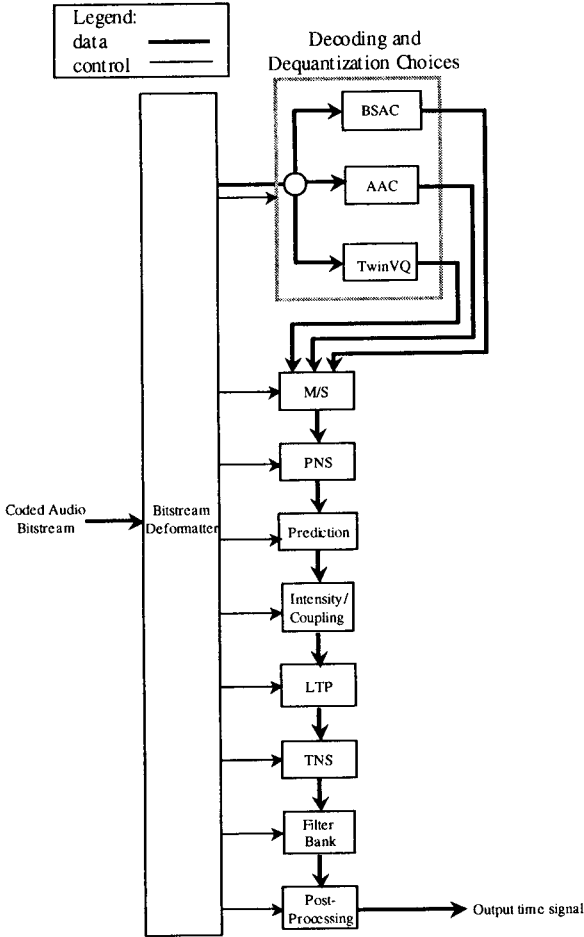 Legend:
data
control
Decoding and
Dequantization Choices
BSAC
AAC
TwinVQ
M/S
PNS
Coded Audio
Bitstream
Bitstream
Deformatter
Prediction
Intensity/
Coupling
LTP
TNS
Filter
Bank
Post-
Processing
Output time signal